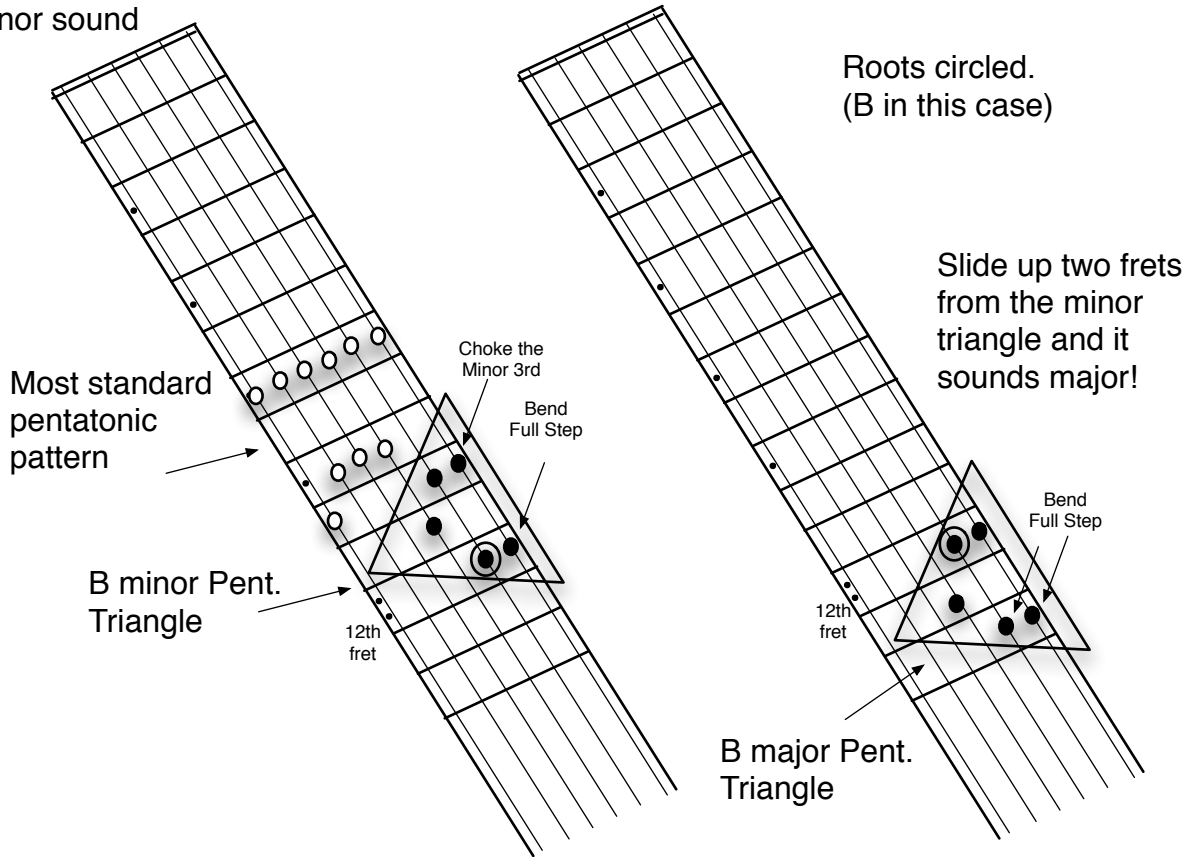 nor sound
Roots circled.
(B in this case)
Slide up two frets
from the minor
triangle and it
sounds major!
Choke the
Minor 3rd
Bend
Full Step
Most standard
pentatonic
pattern
B minor Pent.
Triangle
12th
fret
Bend
Full Step
12th
fret
B major Pent.
Triangle